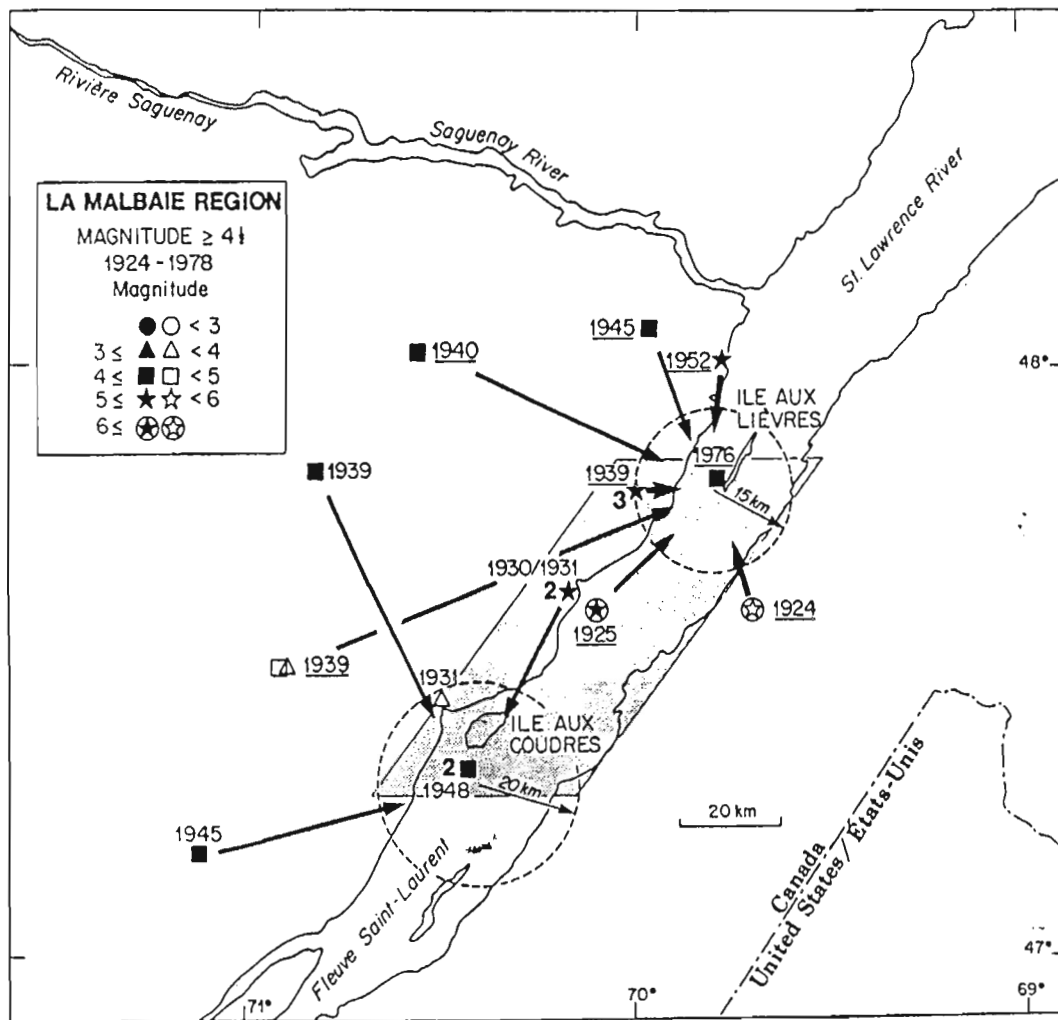 Rivière Saguenay
Saguenay River
St. Lawrence River
LA MALBAIE REGION
MAGNITUDE ≥ 4½
1924 - 1978
Magnitude
< 3
3 ≤ < 4
4 ≤ < 5
5 ≤ < 6
6 ≤
1945
1940
1952
48°
ILE AUX
LIÈVRES
1976
1939
1939
3
15 km
1930/1931
2
1925
1924
1939
1931
ILE AUX
COUDRES
2
1948
20 km
20 km
1945
Fleuve Saint-Laurent
Canada
United States / Etats-Unis
47°
71°
70°
69°